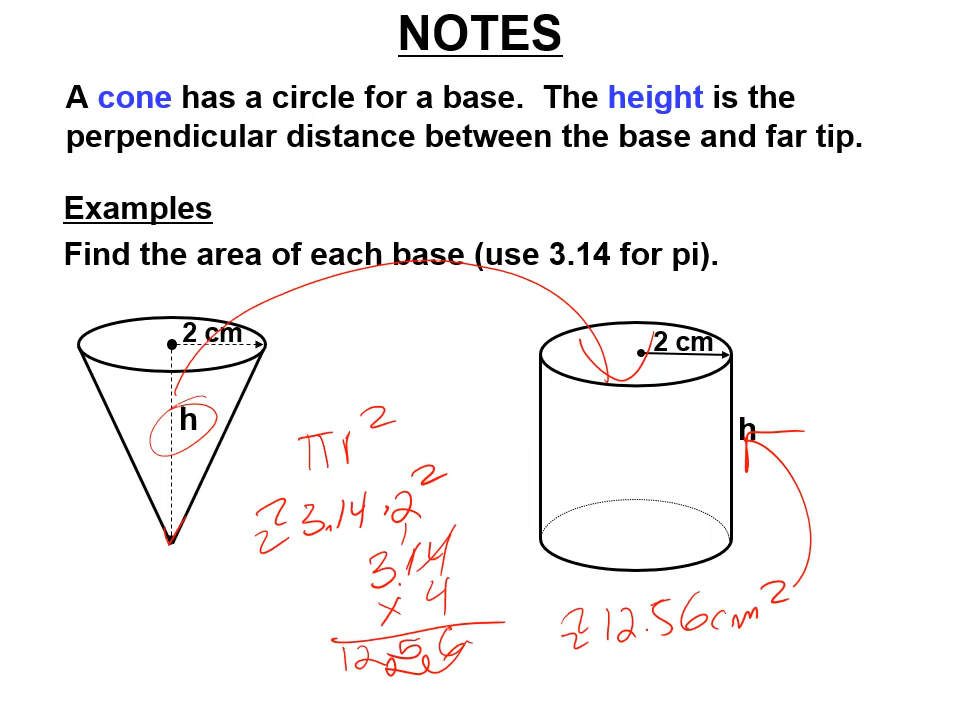 NOTES
A cone has a circle for a base. The height is the
perpendicular distance between the base and far tip.
Examples
Find the area of each base (use 3.14 for pi).
2 cm
2 cm
h
h
πr²
≈ 3.14 · 2²
3.14
x 4
12.56
≈ 12.56 cm²